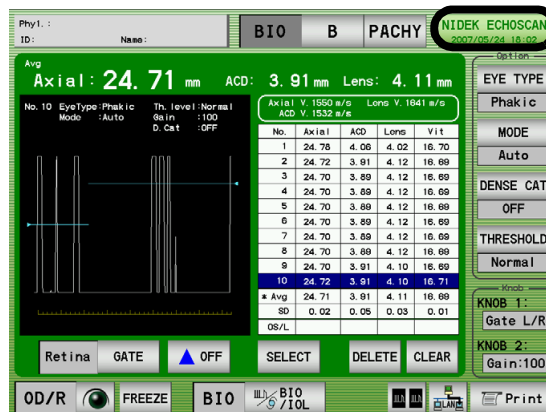 Phy1. :
ID: Name:
BIO B PACHY
NIDEK ECHOSCAN
2007/05/24 18:02
Avg
Axial: 24. 71 mm ACD: 3. 91 mm Lens: 4. 11 mm
No. 10 EyeType:Phakic Th. level:Normal
Mode :Auto Gain :100
D. Cat :OFF
Axial V. 1550 m/s Lens V. 1641 m/s
ACD V. 1532 m/s
No. Axial ACD Lens Vit
1 24. 78 4. 06 4. 02 16. 70
2 24. 72 3. 91 4. 12 16. 69
3 24. 70 3. 89 4. 12 16. 69
4 24. 70 3. 89 4. 12 16. 69
5 24. 70 3. 89 4. 12 16. 69
6 24. 70 3. 89 4. 12 16. 69
7 24. 70 3. 89 4. 12 16. 69
8 24. 70 3. 89 4. 12 16. 69
9 24. 70 3. 91 4. 10 16. 69
10 24. 72 3. 91 4. 10 16. 71
* Avg 24. 71 3. 91 4. 11 16. 69
SD 0. 02 0. 05 0. 03 0. 01
OS/L
Retina GATE OFF SELECT DELETE CLEAR
OD/R FREEZE BIO BIO/IOL LAN Print
Option
EYE TYPE
Phakic
MODE
Auto
DENSE CAT
OFF
THRESHOLD
Normal
Knob
KNOB 1:
Gate L/R
KNOB 2:
Gain:100